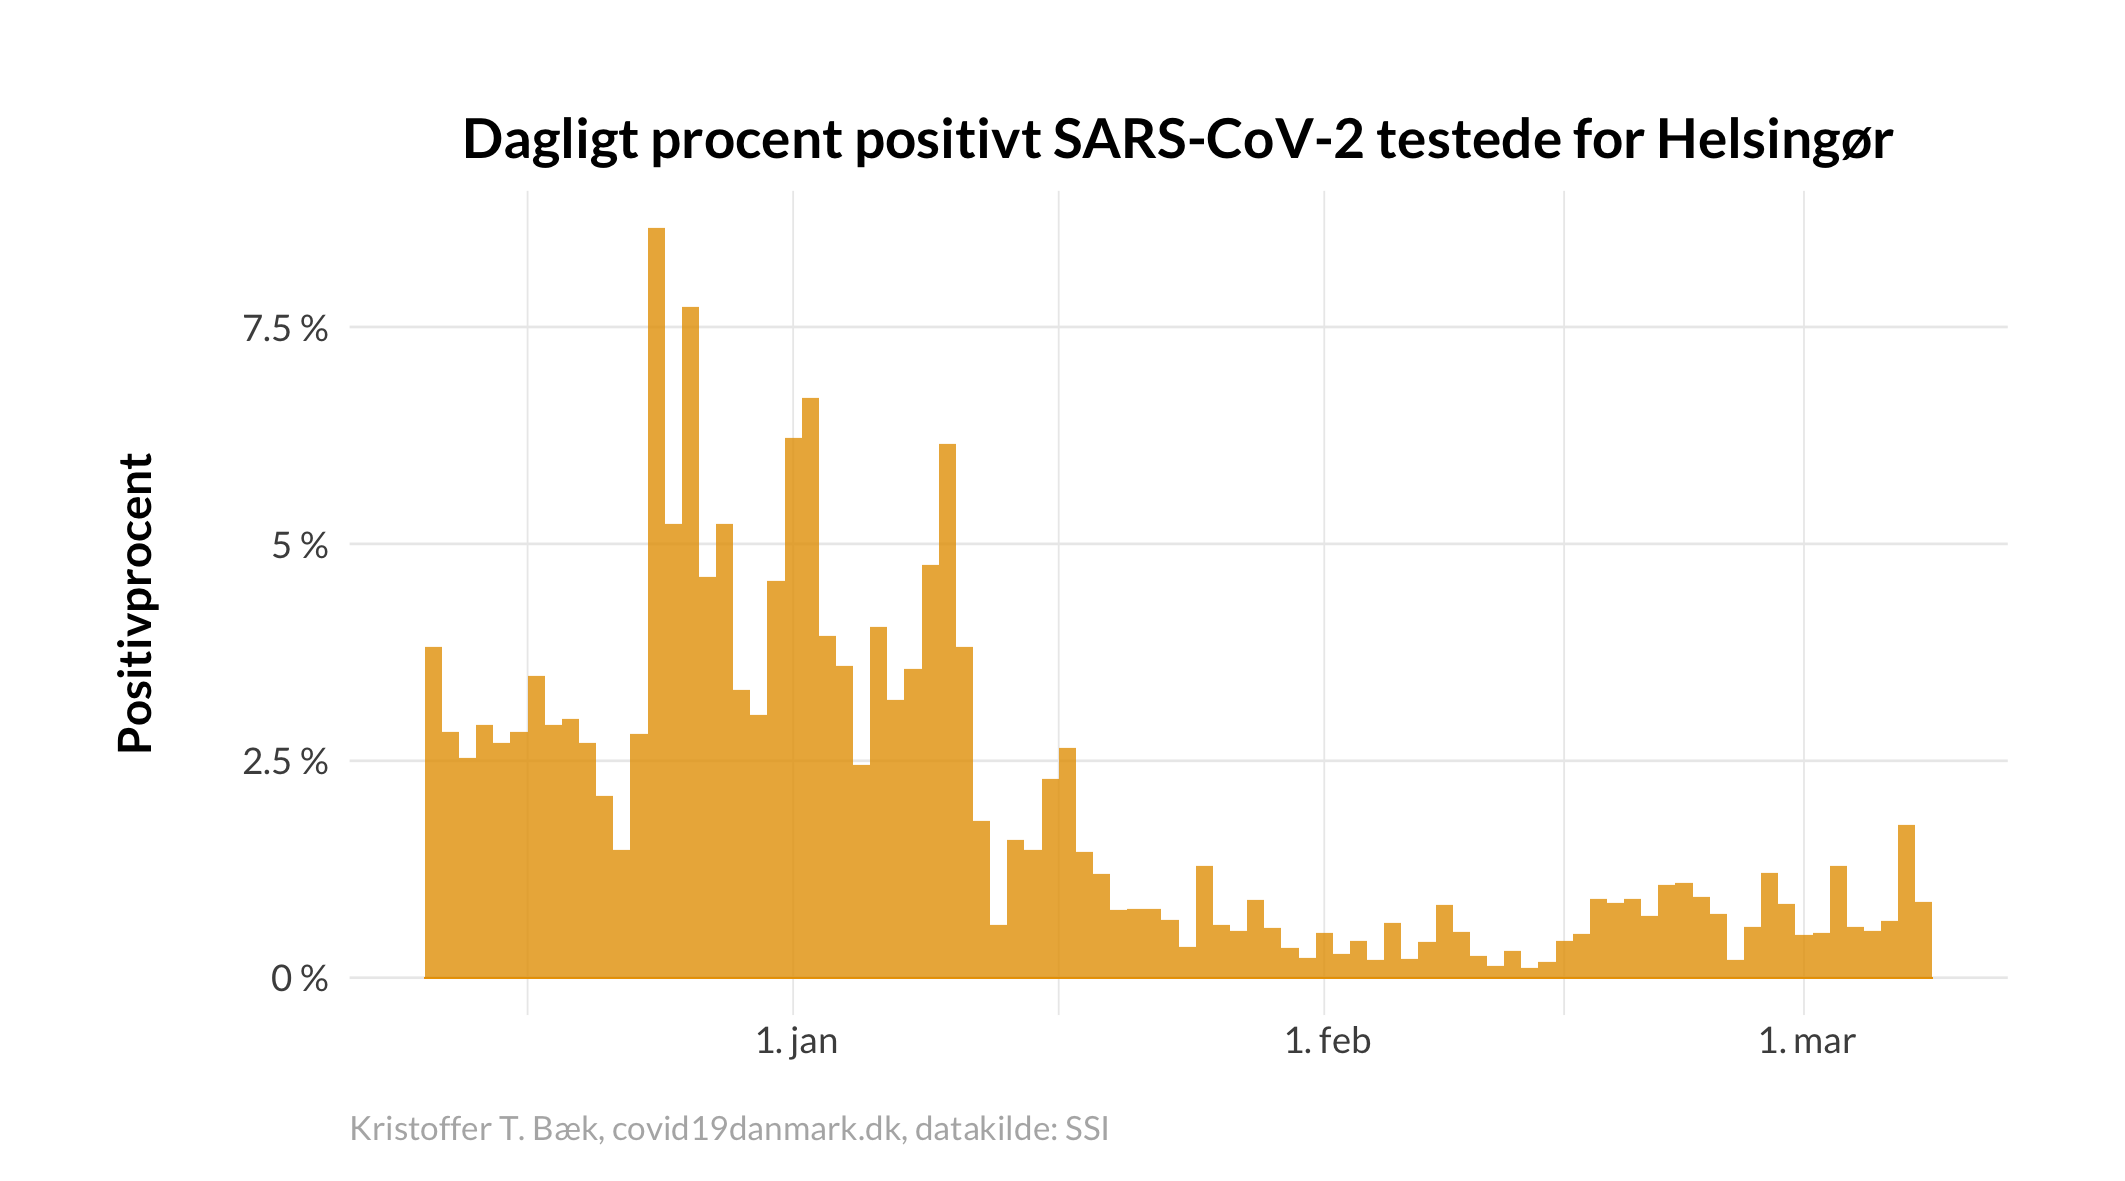 Dagligt procent positivt SARS-CoV-2 testede for Helsingør
Positivprocent
7.5 %
5 %
2.5 %
0 %
1. jan
1. feb
1. mar
Kristoffer T. Bæk, covid19danmark.dk, datakilde: SSI